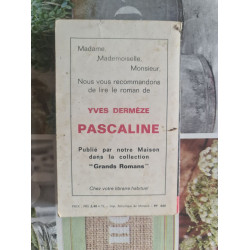 Madame,
Mademoiselle,
Monsieur,
Nous vous recommandons
de lire le roman de
YVES DERMÈZE
PASCALINE
Publié par notre Maison
dans la collection
"Grands Romans"
Chez votre libraire habituel